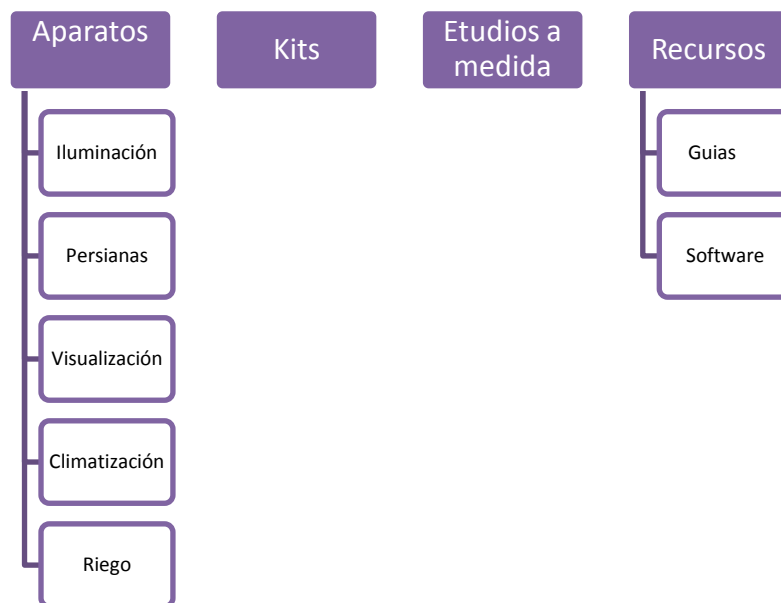 Aparatos
Iluminación
Persianas
Visualización
Climatización
Riego
Kits
Etudios a
medida
Recursos
Guias
Software